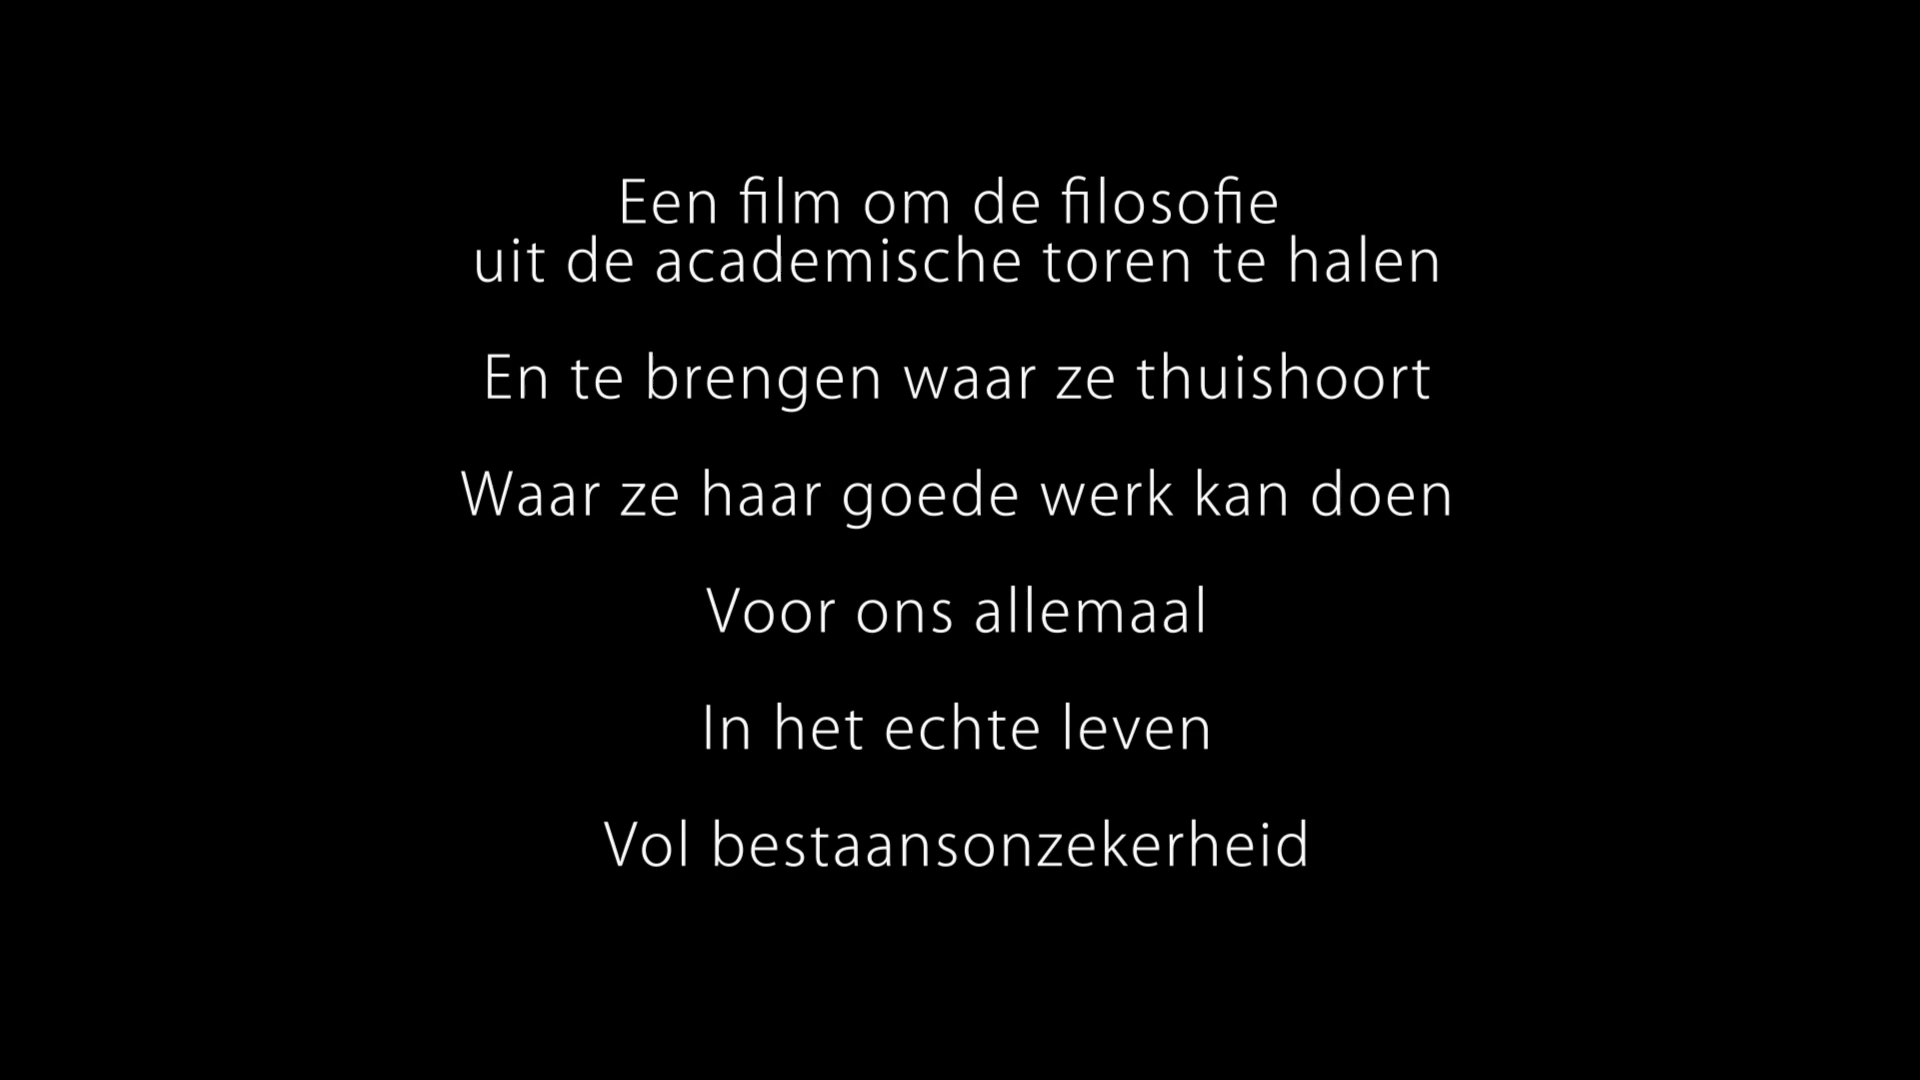 Een film om de filosofie
uit de academische toren te halen
En te brengen waar ze thuishoort
Waar ze haar goede werk kan doen
Voor ons allemaal
In het echte leven
Vol bestaansonzekerheid